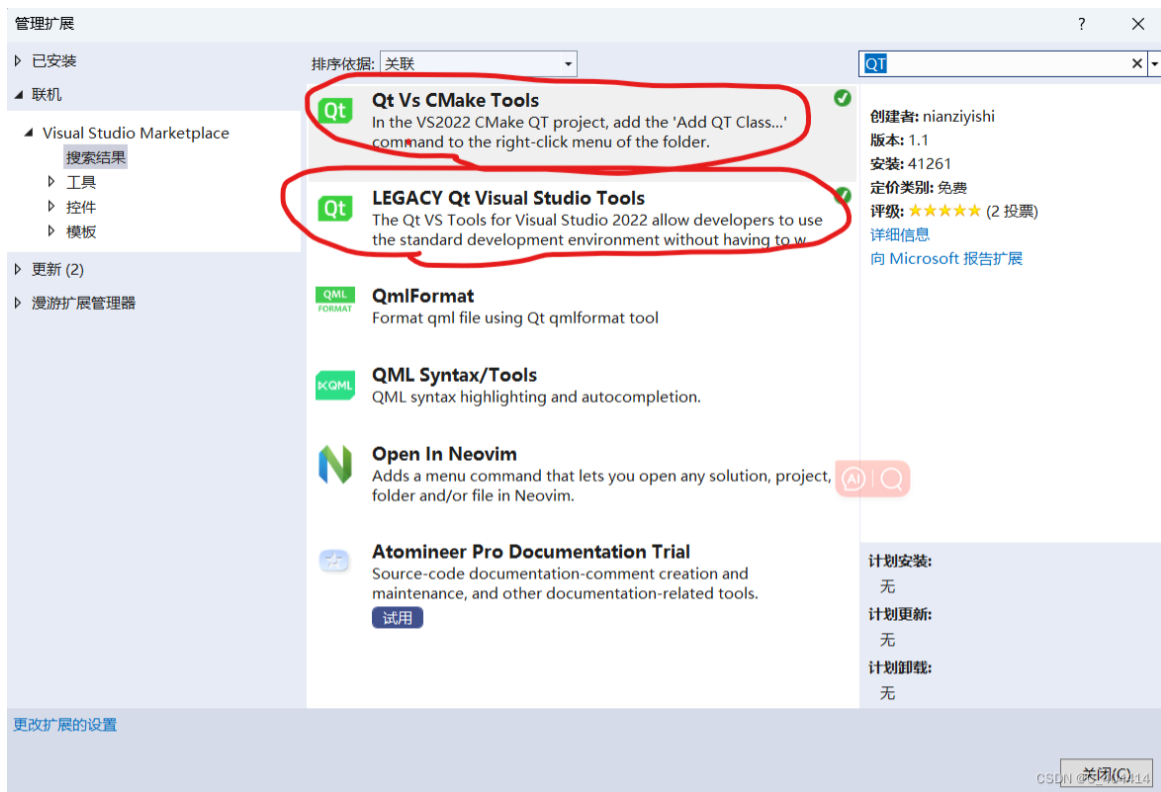 管理扩展
?
已安装
联机
Visual Studio Marketplace
搜索结果
工具
控件
模板
更新 (2)
漫游扩展管理器
排序依据: 关联
Qt
Qt Vs CMake Tools
In the VS2022 CMake QT project, add the 'Add QT Class...'
command to the right-click menu of the folder.
Qt
LEGACY Qt Visual Studio Tools
The Qt VS Tools for Visual Studio 2022 allow developers to use
the standard development environment without having to w...
QML
FORMAT
QmlFormat
Format qml file using Qt qmlformat tool
QML
QML Syntax/Tools
QML syntax highlighting and autocompletion.
Open In Neovim
Adds a menu command that lets you open any solution, project,
folder and/or file in Neovim.
Atomineer Pro Documentation Trial
Source-code documentation-comment creation and
maintenance, and other documentation-related tools.
试用
QT
创建者: nianziyishi
版本: 1.1
安装: 41261
定价类别: 免费
评级: (2 投票)
详细信息
向 Microsoft 报告扩展
AI
计划安装:
无
计划更新:
无
计划卸载:
无
更改扩展的设置
关闭(C)
CSDN